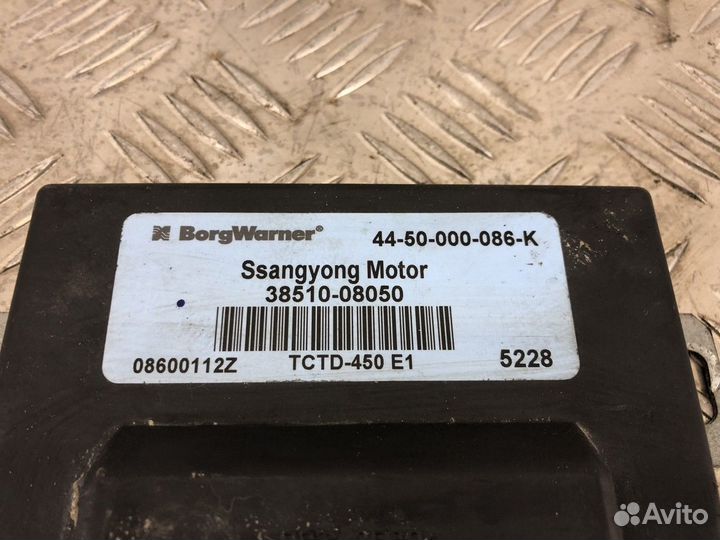 BorgWarner® 44-50-000-086-K
Ssangyong Motor
38510-08050
08600112Z TCTD-450 E1 5228
Avito